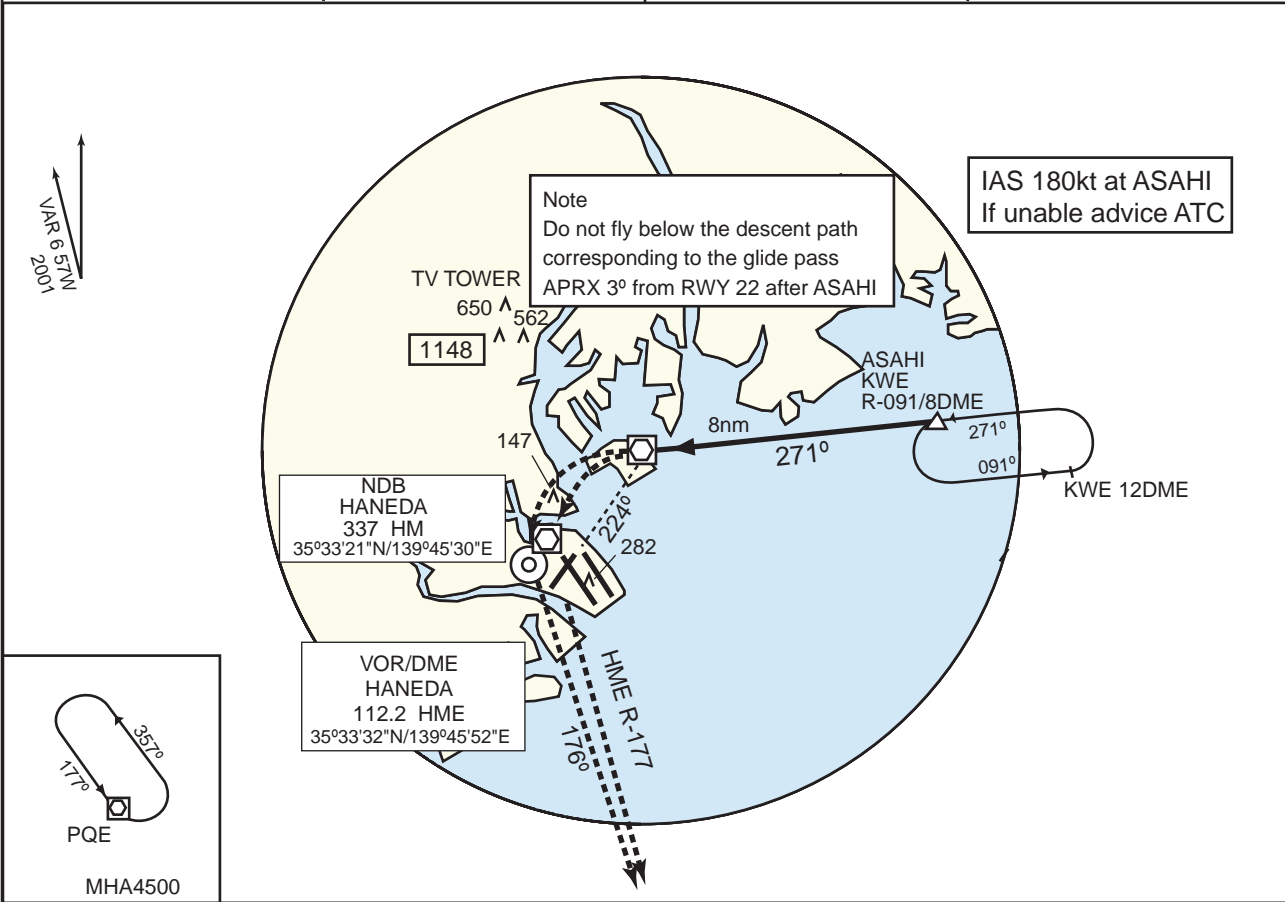 IAS 180kt at ASAHI
If unable advice ATC
Note
Do not fly below the descent path
corresponding to the glide pass
APRX 3º from RWY 22 after ASAHI
VAR 6 57W
2001
TV TOWER
650
562
1148
ASAHI
KWE
R-091/8DME
8nm
271º
271º
091º
KWE 12DME
147
224º
282
NDB
HANEDA
337 HM
35º33'21"N/139º45'30"E
VOR/DME
HANEDA
112.2 HME
35º33'32"N/139º45'52"E
HME R-177
176º
357º
177º
PQE
MHA4500